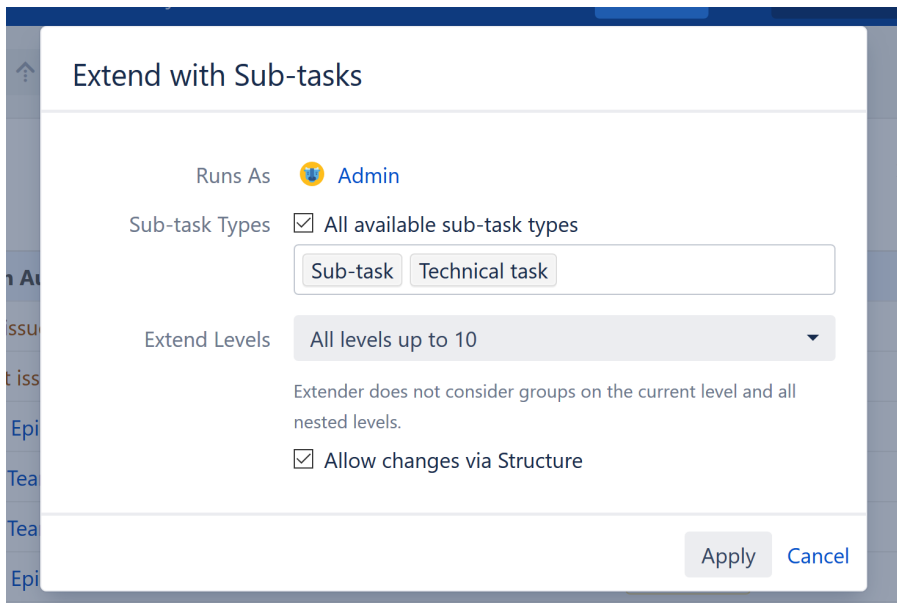 Extend with Sub-tasks
Runs As Admin
Sub-task Types All available sub-task types
Sub-task Technical task
Extend Levels All levels up to 10
Extender does not consider groups on the current level and all
nested levels.
Allow changes via Structure
Apply Cancel